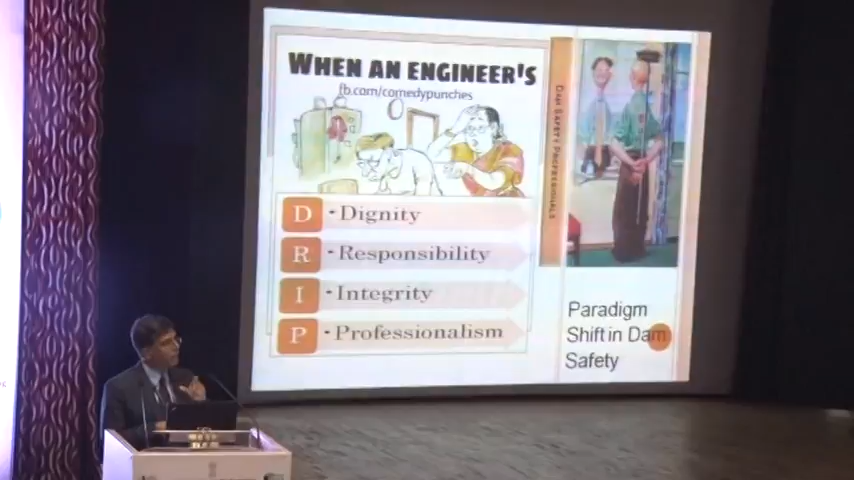 WHEN AN ENGINEER'S
fb.com/comedypunches
D • Dignity
R • Responsibility
I • Integrity
P • Professionalism
DAM SAFETY PROFESSIONALS
Paradigm
Shift in Dam
Safety